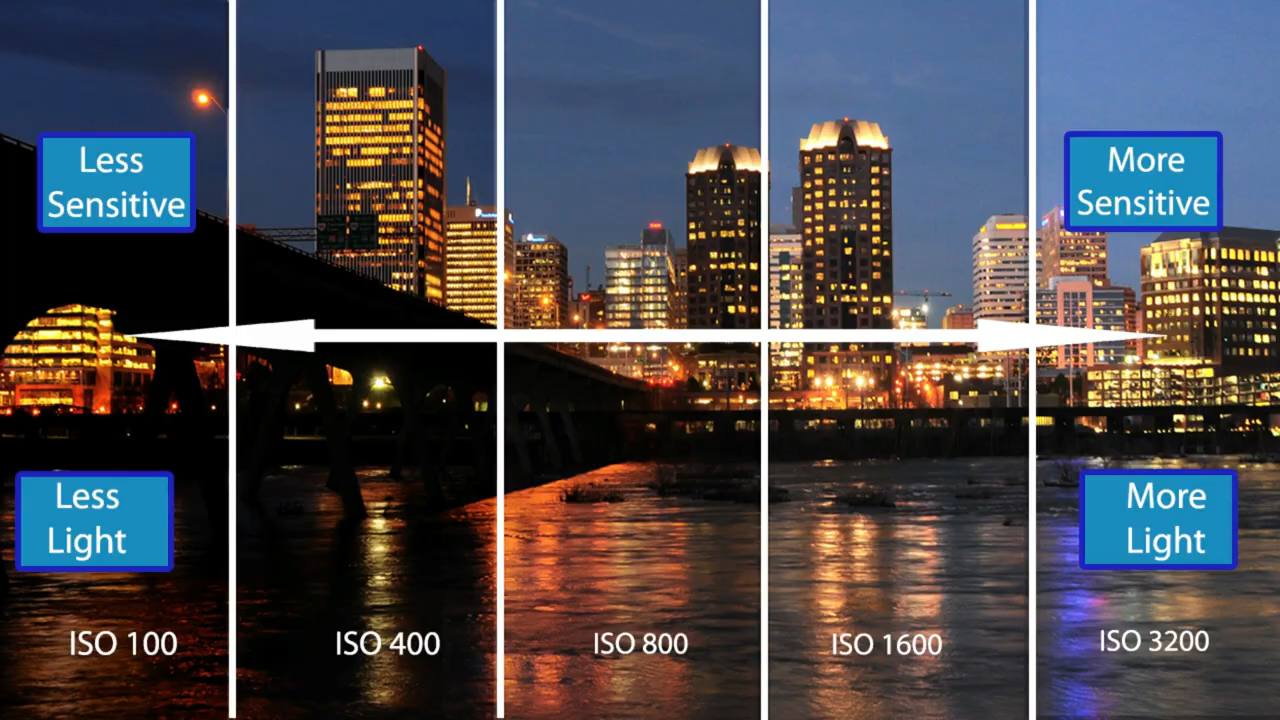 Less
Sensitive
More
Sensitive
Less
Light
More
Light
ISO 100
ISO 400
ISO 800
ISO 1600
ISO 3200